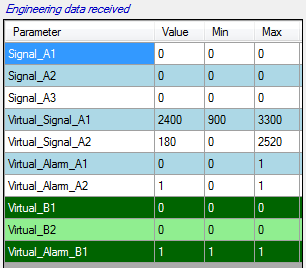 Engineering data received
Parameter Value Min Max
Signal_A1 0 0 0
Signal_A2 0 0 0
Signal_A3 0 0 0
Virtual_Signal_A1 2400 900 3300
Virtual_Signal_A2 180 0 2520
Virtual_Alarm_A1 0 0 1
Virtual_Alarm_A2 1 0 1
Virtual_B1 0 0 0
Virtual_B2 0 0 0
Virtual_Alarm_B1 1 1 1